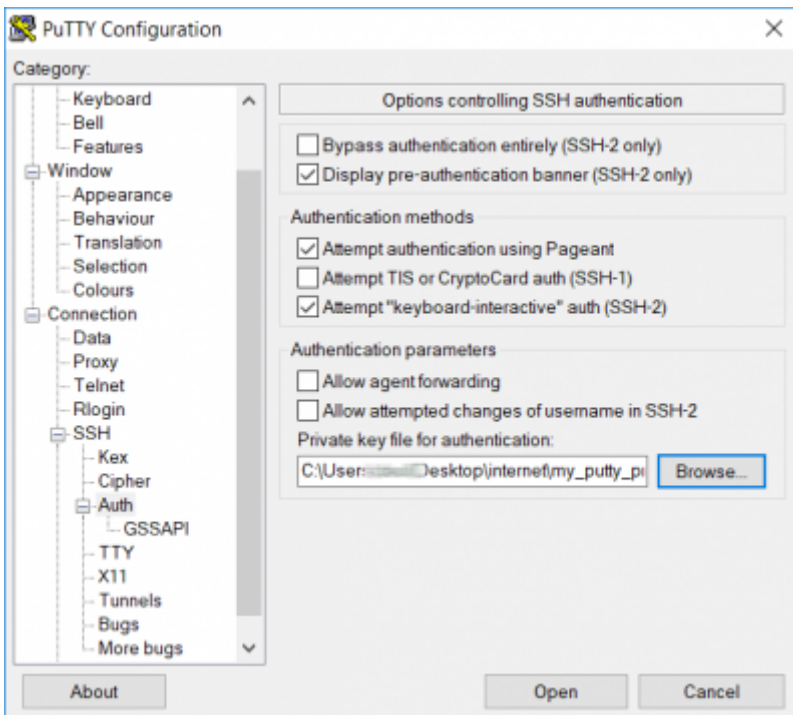 PuTTY Configuration
Category:
Keyboard
Bell
Features
Window
Appearance
Behaviour
Translation
Selection
Colours
Connection
Data
Proxy
Telnet
Rlogin
SSH
Kex
Cipher
Auth
GSSAPI
TTY
X11
Tunnels
Bugs
More bugs
Options controlling SSH authentication
Bypass authentication entirely (SSH-2 only)
Display pre-authentication banner (SSH-2 only)
Authentication methods
Attempt authentication using Pageant
Attempt TIS or CryptoCard auth (SSH-1)
Attempt "keyboard-interactive" auth (SSH-2)
Authentication parameters
Allow agent forwarding
Allow attempted changes of username in SSH-2
Private key file for authentication:
C:\User Desktop\internet\my_putty_pr
Browse...
About
Open
Cancel